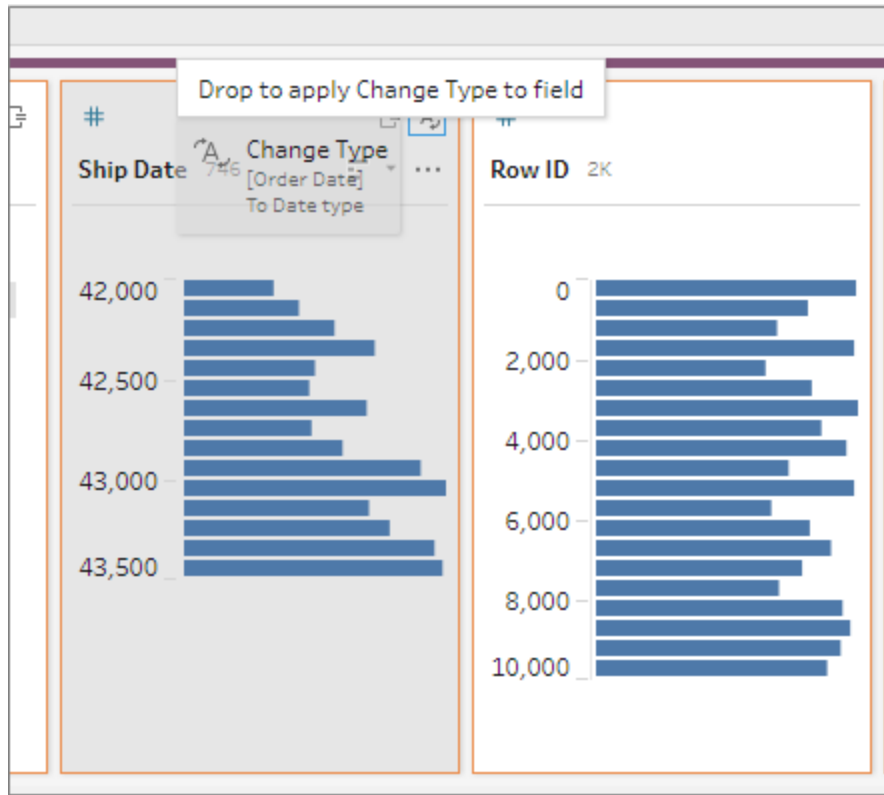 Drop to apply Change Type to field
#
#
Change Type
Ship Date 746
[Order Date]
To Date type
Row ID 2K
42,000
42,500
43,000
43,500
0
2,000
4,000
6,000
8,000
10,000